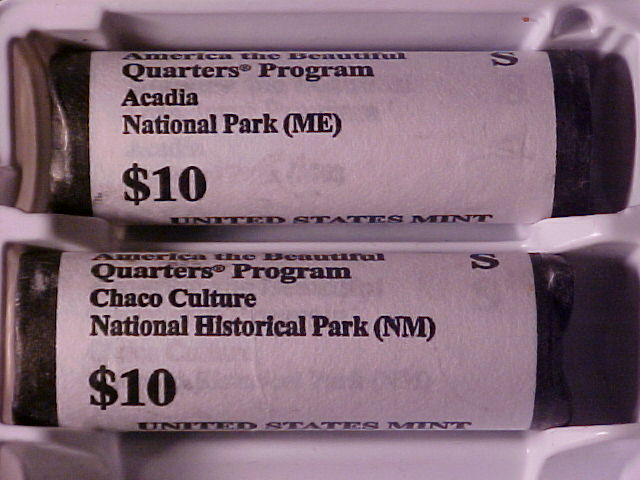 America the Beautiful
Quarters® Program S
Acadia
National Park (ME)
$10
UNITED STATES MINT
America the Beautiful
Quarters® Program S
Chaco Culture
National Historical Park (NM)
$10
UNITED STATES MINT